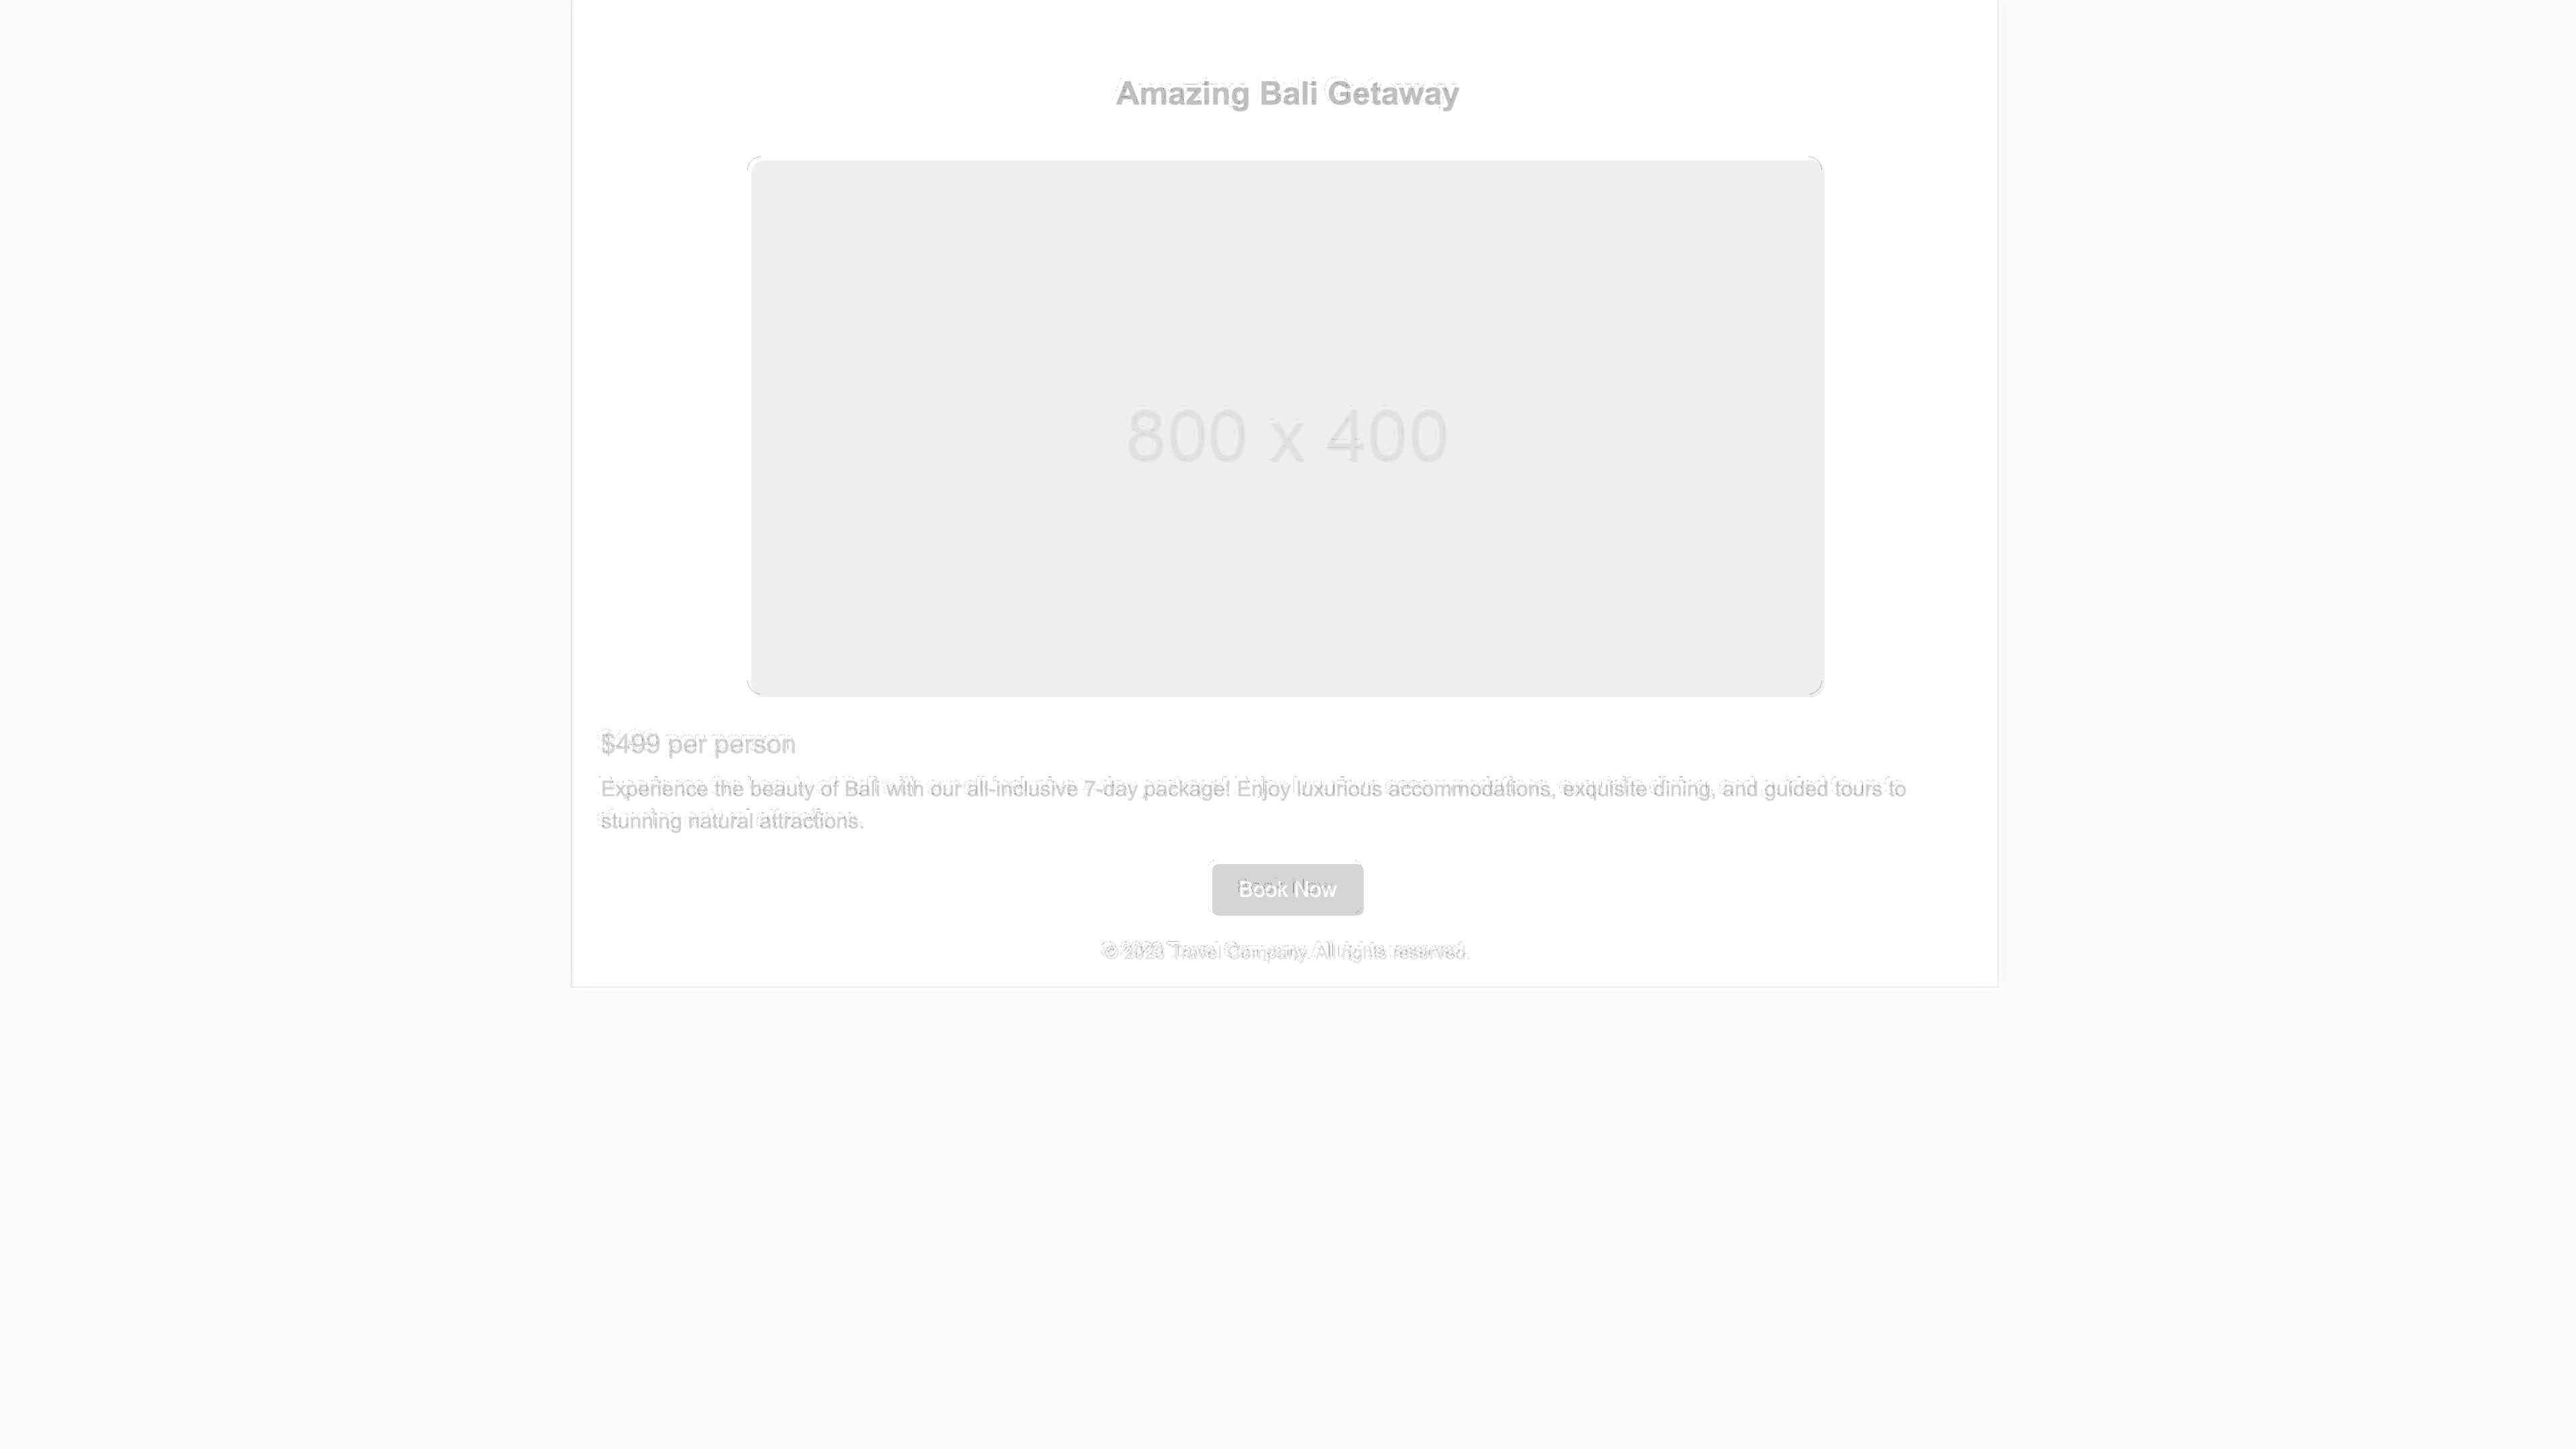 Amazing Bali Getaway
800 x 400
$499 per person
Experience the beauty of Bali with our all-inclusive 7-day package! Enjoy luxurious accommodations, exquisite dining, and guided tours to
stunning natural attractions.
Book Now
© 2023 Travel Company. All rights reserved.